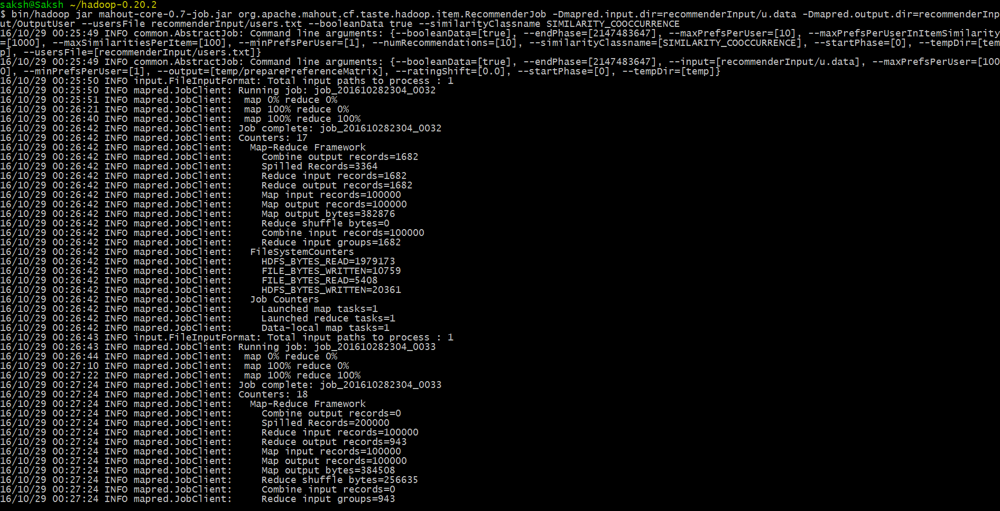 saksh@Saksh ~/hadoop-0.20.2
$ bin/hadoop jar mahout-core-0.7-job.jar org.apache.mahout.cf.taste.hadoop.item.RecommenderJob -Dmapred.input.dir=recommenderInput/u.data -Dmapred.output.dir=recommenderInp
ut/OutputUser --usersFile recommenderInput/users.txt --booleanData true --similarityClassname SIMILARITY_COOCCURRENCE
16/10/29 00:25:49 INFO common.AbstractJob: Command line arguments: {--booleanData=[true], --endPhase=[2147483647], --maxPrefsPerUser=[10], --maxPrefsPerUserInItemSimilarity
=[1000], --maxSimilaritiesPerItem=[100], --minPrefsPerUser=[1], --numRecommendations=[10], --similarityClassname=[SIMILARITY_COOCCURRENCE], --startPhase=[0], --tempDir=[tem
p], --usersFile=[recommenderInput/users.txt]}
16/10/29 00:25:49 INFO common.AbstractJob: Command line arguments: {--booleanData=[true], --endPhase=[2147483647], --input=[recommenderInput/u.data], --maxPrefsPerUser=[100
0], --minPrefsPerUser=[1], --output=[temp/preparePreferenceMatrix], --ratingShift=[0.0], --startPhase=[0], --tempDir=[temp]}
16/10/29 00:25:50 INFO input.FileInputFormat: Total input paths to process : 1
16/10/29 00:25:50 INFO mapred.JobClient: Running job: job_201610282304_0032
16/10/29 00:25:51 INFO mapred.JobClient:  map 0% reduce 0%
16/10/29 00:26:21 INFO mapred.JobClient:  map 100% reduce 0%
16/10/29 00:26:40 INFO mapred.JobClient:  map 100% reduce 100%
16/10/29 00:26:42 INFO mapred.JobClient: Job complete: job_201610282304_0032
16/10/29 00:26:42 INFO mapred.JobClient: Counters: 17
16/10/29 00:26:42 INFO mapred.JobClient:   Map-Reduce Framework
16/10/29 00:26:42 INFO mapred.JobClient:     Combine output records=1682
16/10/29 00:26:42 INFO mapred.JobClient:     Spilled Records=3364
16/10/29 00:26:42 INFO mapred.JobClient:     Reduce input records=1682
16/10/29 00:26:42 INFO mapred.JobClient:     Reduce output records=1682
16/10/29 00:26:42 INFO mapred.JobClient:     Map input records=100000
16/10/29 00:26:42 INFO mapred.JobClient:     Map output records=100000
16/10/29 00:26:42 INFO mapred.JobClient:     Map output bytes=382876
16/10/29 00:26:42 INFO mapred.JobClient:     Reduce shuffle bytes=0
16/10/29 00:26:42 INFO mapred.JobClient:     Combine input records=100000
16/10/29 00:26:42 INFO mapred.JobClient:     Reduce input groups=1682
16/10/29 00:26:42 INFO mapred.JobClient:   FileSystemCounters
16/10/29 00:26:42 INFO mapred.JobClient:     HDFS_BYTES_READ=1979173
16/10/29 00:26:42 INFO mapred.JobClient:     FILE_BYTES_WRITTEN=10759
16/10/29 00:26:42 INFO mapred.JobClient:     FILE_BYTES_READ=5408
16/10/29 00:26:42 INFO mapred.JobClient:     HDFS_BYTES_WRITTEN=20361
16/10/29 00:26:42 INFO mapred.JobClient:   Job Counters
16/10/29 00:26:42 INFO mapred.JobClient:     Launched map tasks=1
16/10/29 00:26:42 INFO mapred.JobClient:     Launched reduce tasks=1
16/10/29 00:26:42 INFO mapred.JobClient:     Data-local map tasks=1
16/10/29 00:26:43 INFO input.FileInputFormat: Total input paths to process : 1
16/10/29 00:26:43 INFO mapred.JobClient: Running job: job_201610282304_0033
16/10/29 00:26:44 INFO mapred.JobClient:  map 0% reduce 0%
16/10/29 00:27:10 INFO mapred.JobClient:  map 100% reduce 0%
16/10/29 00:27:22 INFO mapred.JobClient:  map 100% reduce 100%
16/10/29 00:27:24 INFO mapred.JobClient: Job complete: job_201610282304_0033
16/10/29 00:27:24 INFO mapred.JobClient: Counters: 18
16/10/29 00:27:24 INFO mapred.JobClient:   Map-Reduce Framework
16/10/29 00:27:24 INFO mapred.JobClient:     Combine output records=0
16/10/29 00:27:24 INFO mapred.JobClient:     Spilled Records=200000
16/10/29 00:27:24 INFO mapred.JobClient:     Reduce input records=100000
16/10/29 00:27:24 INFO mapred.JobClient:     Reduce output records=943
16/10/29 00:27:24 INFO mapred.JobClient:     Map input records=100000
16/10/29 00:27:24 INFO mapred.JobClient:     Map output records=100000
16/10/29 00:27:24 INFO mapred.JobClient:     Map output bytes=384508
16/10/29 00:27:24 INFO mapred.JobClient:     Reduce shuffle bytes=256635
16/10/29 00:27:24 INFO mapred.JobClient:     Combine input records=0
16/10/29 00:27:24 INFO mapred.JobClient:     Reduce input groups=943